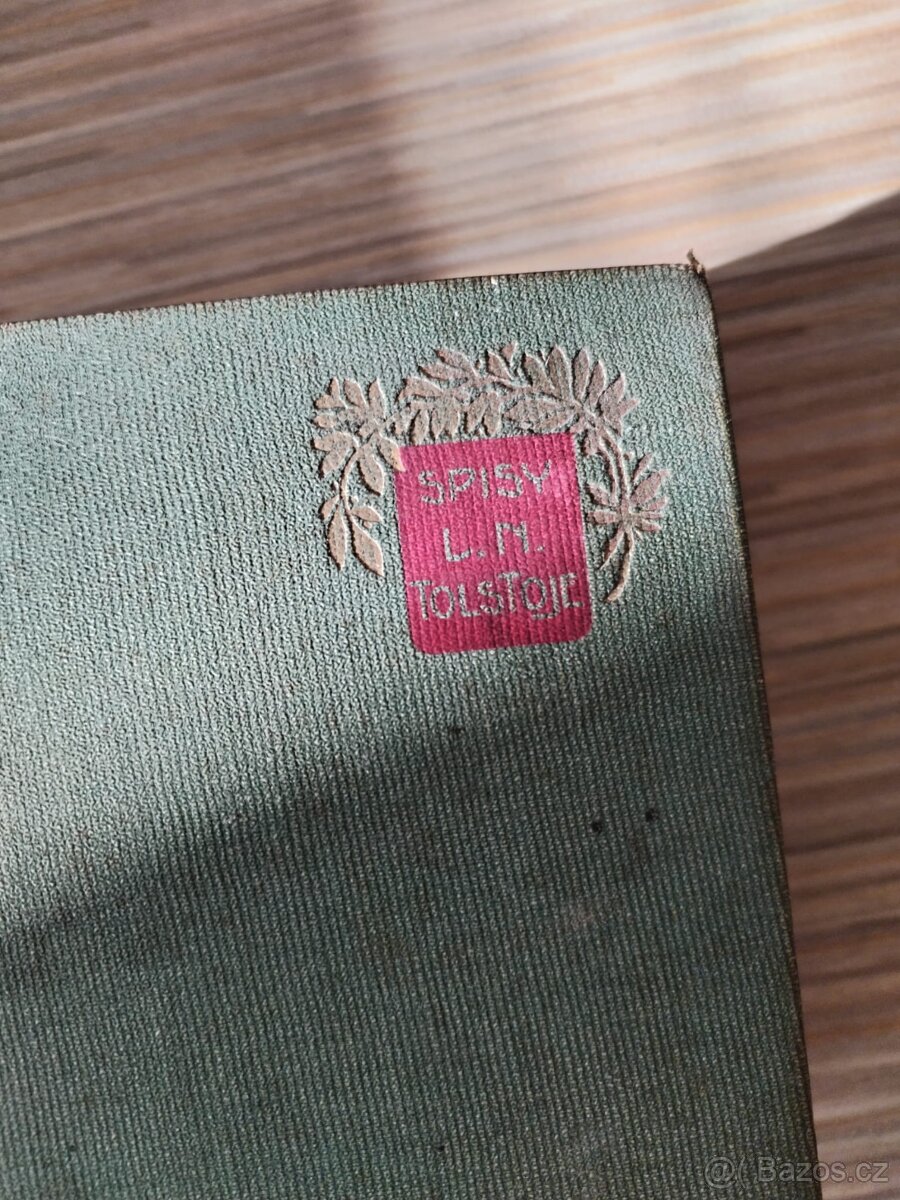 SPISY
L.N.
TOLSTOJE
@( Bazos.cz